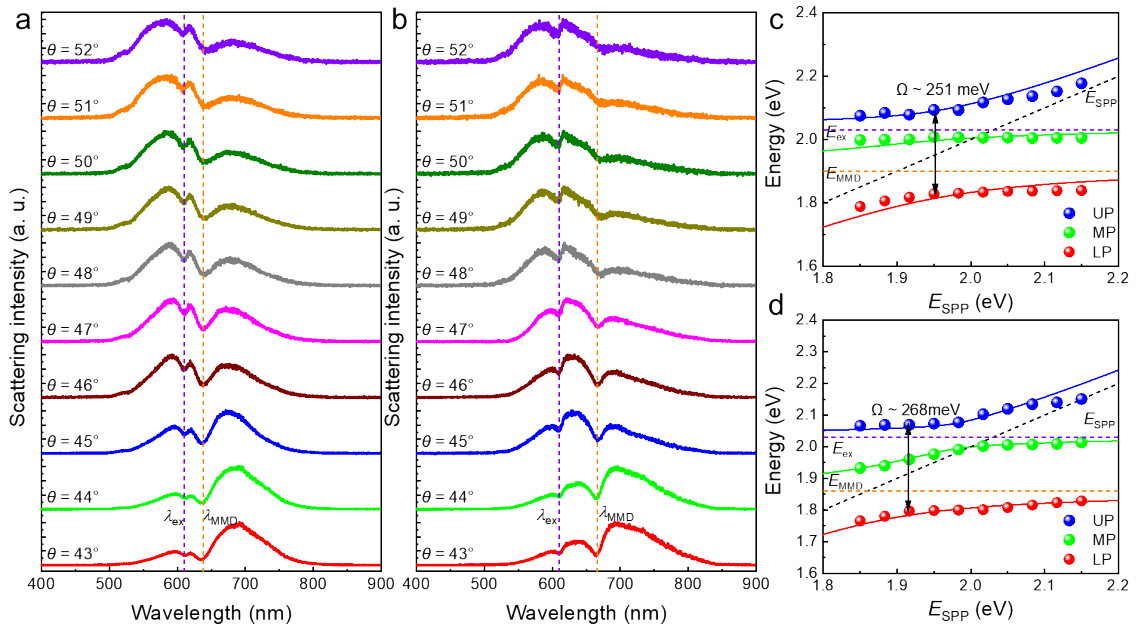 a
θ = 52°
θ = 51°
θ = 50°
θ = 49°
θ = 48°
θ = 47°
θ = 46°
θ = 45°
θ = 44°
θ = 43°
λex
λMMD
Scattering intensity (a. u.)
400 500 600 700 800 900
Wavelength (nm)
b
θ = 52°
θ = 51°
θ = 50°
θ = 49°
θ = 48°
θ = 47°
θ = 46°
θ = 45°
θ = 44°
θ = 43°
λex
λMMD
Scattering intensity (a. u.)
400 500 600 700 800 900
Wavelength (nm)
c
Energy (eV)
2.4
2.2
2.0
1.8
1.6
Ω ~ 251 meV
ESPP
Eex
EMMD
UP
MP
LP
1.8 1.9 2.0 2.1 2.2
ESPP (eV)
d
Energy (eV)
2.4
2.3
2.2
2.1
2.0
1.9
1.8
1.7
1.6
Ω ~ 268meV
ESPP
Eex
EMMD
UP
MP
LP
1.8 1.9 2.0 2.1 2.2
ESPP (eV)